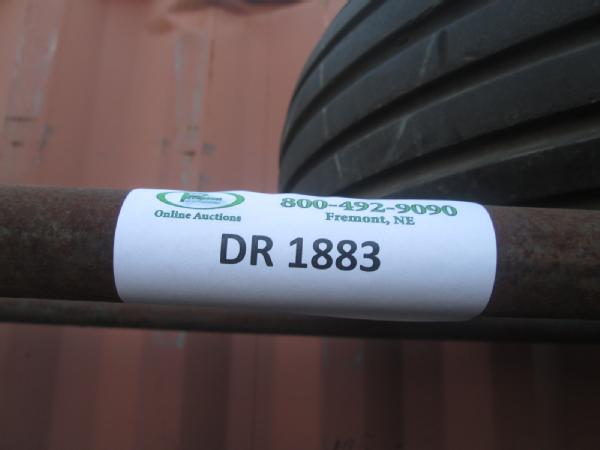 Online Auctions
800-492-9090
Fremont, NE
DR 1883